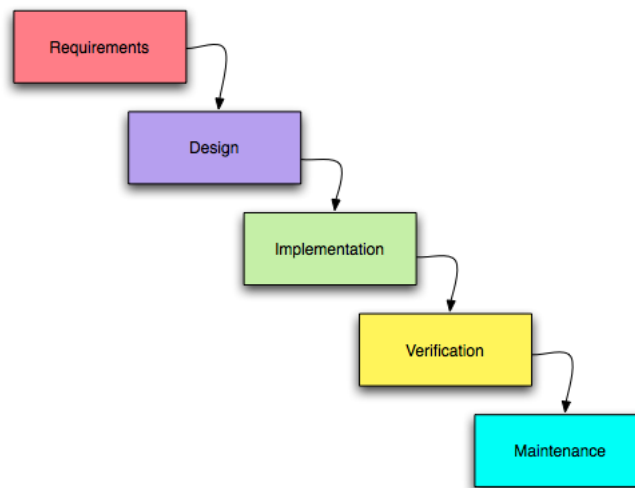 Requirements
Design
Implementation
Verification
Maintenance